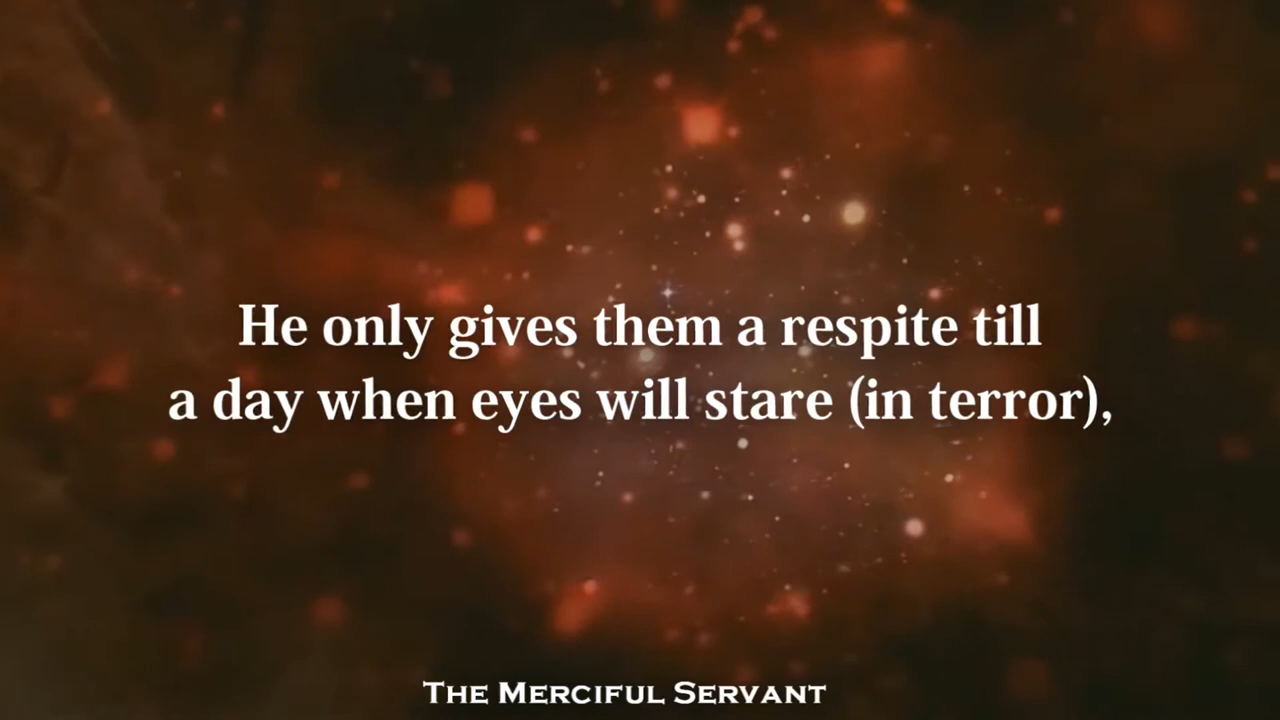 He only gives them a respite till
a day when eyes will stare (in terror),
THE MERCIFUL SERVANT